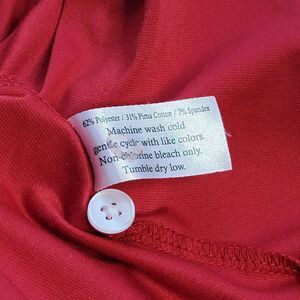 62% Polyester / 31% Pima Cotton / 7% Spandex
Machine wash cold
gentle cycle with like colors.
Non-chlorine bleach only.
Tumble dry low.